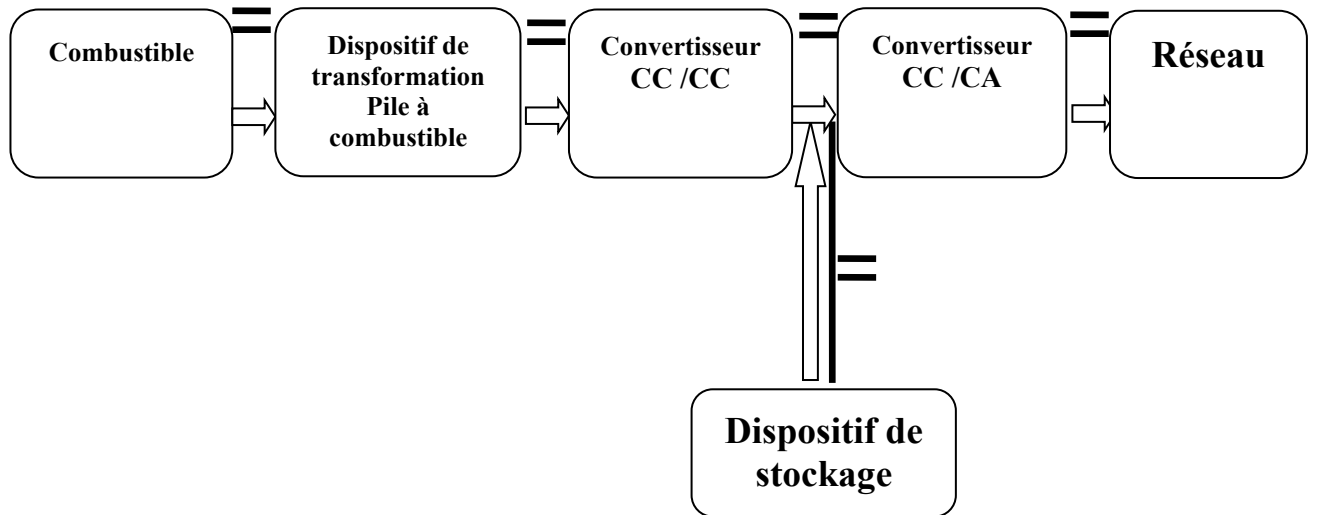 Combustible
Dispositif de
transformation
Pile à
combustible
Convertisseur
CC /CC
Convertisseur
CC /CA
Réseau
Dispositif de
stockage